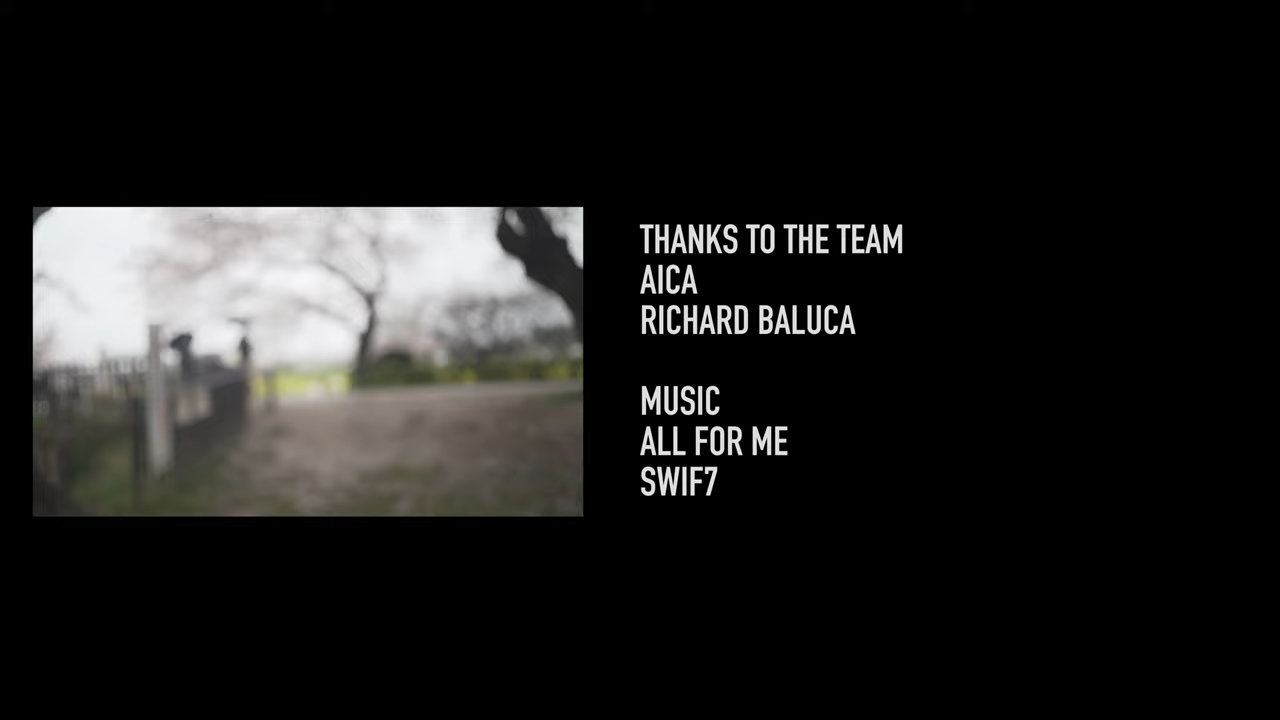 THANKS TO THE TEAM
AICA
RICHARD BALUCA
MUSIC
ALL FOR ME
SWIF7